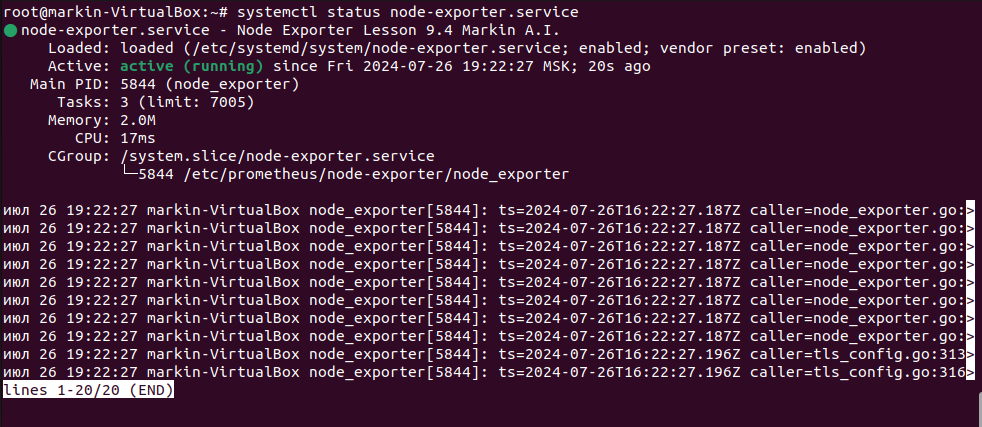 root@markin-VirtualBox:~# systemctl status node-exporter.service
● node-exporter.service - Node Exporter Lesson 9.4 Markin A.I.
     Loaded: loaded (/etc/systemd/system/node-exporter.service; enabled; vendor preset: enabled)
     Active: active (running) since Fri 2024-07-26 19:22:27 MSK; 20s ago
   Main PID: 5844 (node_exporter)
      Tasks: 3 (limit: 7005)
     Memory: 2.0M
        CPU: 17ms
     CGroup: /system.slice/node-exporter.service
             └─5844 /etc/prometheus/node-exporter/node_exporter

июл 26 19:22:27 markin-VirtualBox node_exporter[5844]: ts=2024-07-26T16:22:27.187Z caller=node_exporter.go:>
июл 26 19:22:27 markin-VirtualBox node_exporter[5844]: ts=2024-07-26T16:22:27.187Z caller=node_exporter.go:>
июл 26 19:22:27 markin-VirtualBox node_exporter[5844]: ts=2024-07-26T16:22:27.187Z caller=node_exporter.go:>
июл 26 19:22:27 markin-VirtualBox node_exporter[5844]: ts=2024-07-26T16:22:27.187Z caller=node_exporter.go:>
июл 26 19:22:27 markin-VirtualBox node_exporter[5844]: ts=2024-07-26T16:22:27.187Z caller=node_exporter.go:>
июл 26 19:22:27 markin-VirtualBox node_exporter[5844]: ts=2024-07-26T16:22:27.187Z caller=node_exporter.go:>
июл 26 19:22:27 markin-VirtualBox node_exporter[5844]: ts=2024-07-26T16:22:27.187Z caller=node_exporter.go:>
июл 26 19:22:27 markin-VirtualBox node_exporter[5844]: ts=2024-07-26T16:22:27.187Z caller=node_exporter.go:>
июл 26 19:22:27 markin-VirtualBox node_exporter[5844]: ts=2024-07-26T16:22:27.196Z caller=tls_config.go:313>
июл 26 19:22:27 markin-VirtualBox node_exporter[5844]: ts=2024-07-26T16:22:27.196Z caller=tls_config.go:316>
lines 1-20/20 (END)